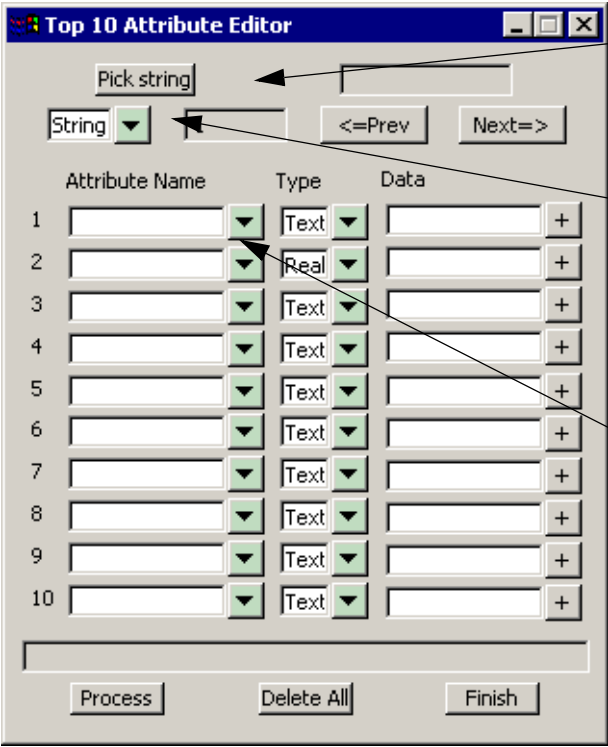 Top 10 Attribute Editor
Pick string
String <=Prev Next=>
Attribute Name Type Data
1 Text +
2 Real +
3 Text +
4 Text +
5 Text +
6 Text +
7 Text +
8 Text +
9 Text +
10 Text +
Process Delete All Finish